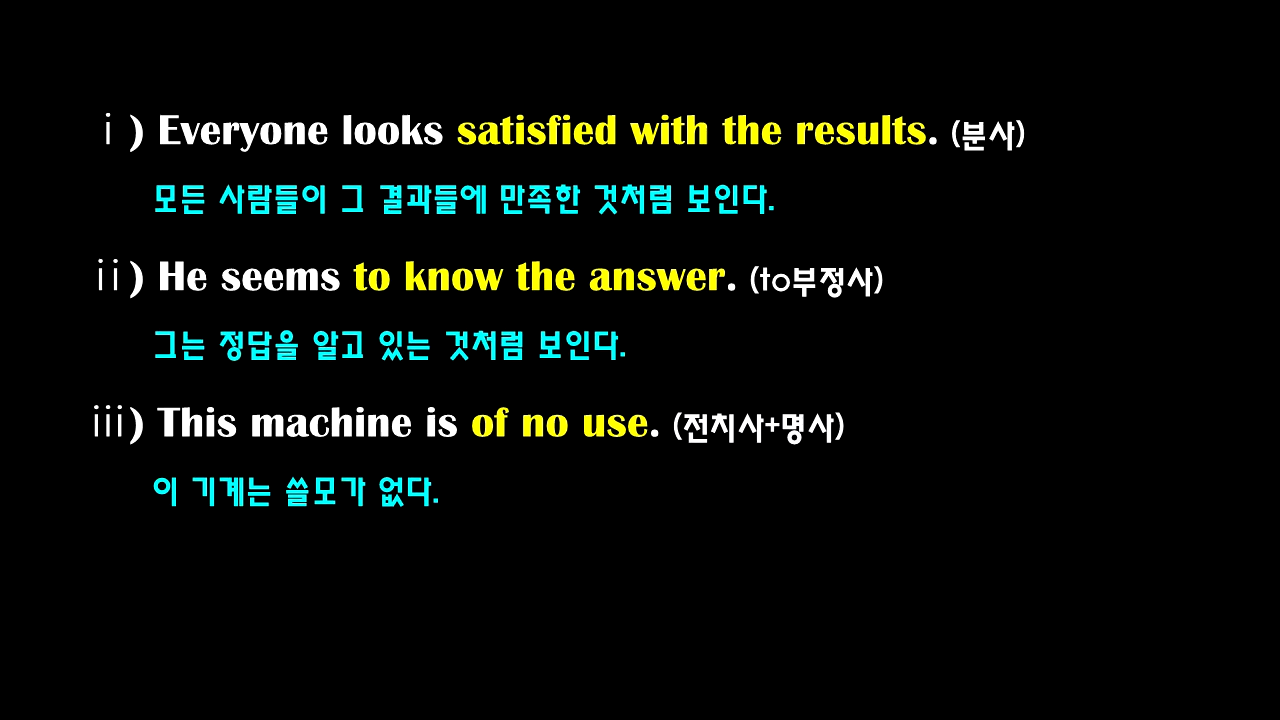 ⅰ) Everyone looks satisfied with the results. (분사)
모든 사람들이 그 결과들에 만족한 것처럼 보인다.
ⅱ) He seems to know the answer. (to부정사)
그는 정답을 알고 있는 것처럼 보인다.
ⅲ) This machine is of no use. (전치사+명사)
이 기계는 쓸모가 없다.